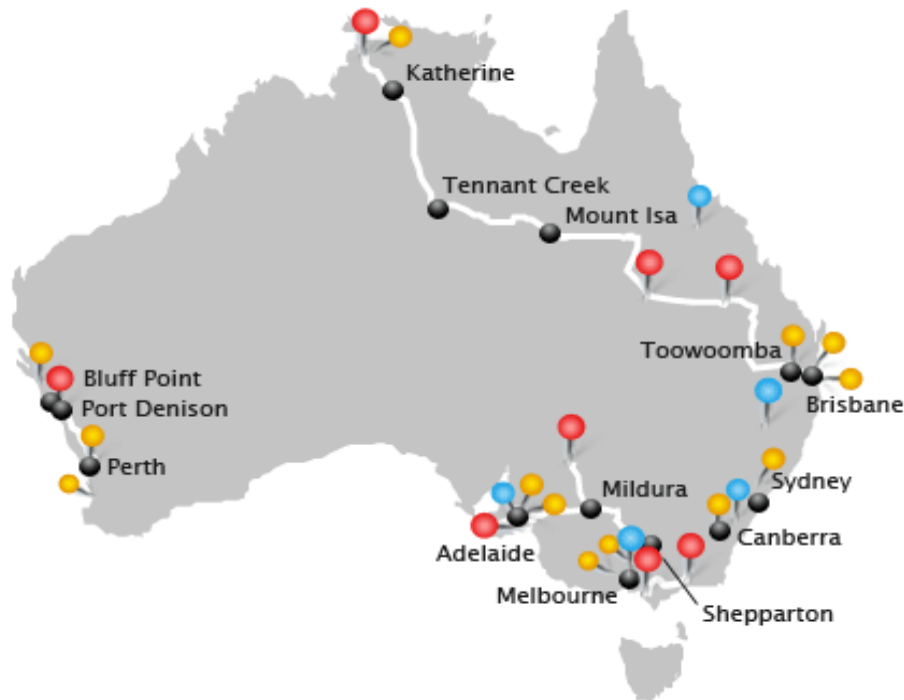 Katherine
Tennant Creek
Mount Isa
Toowoomba
Bluff Point
Brisbane
Port Denison
Perth
Mildura
Sydney
Canberra
Adelaide
Melbourne
Shepparton